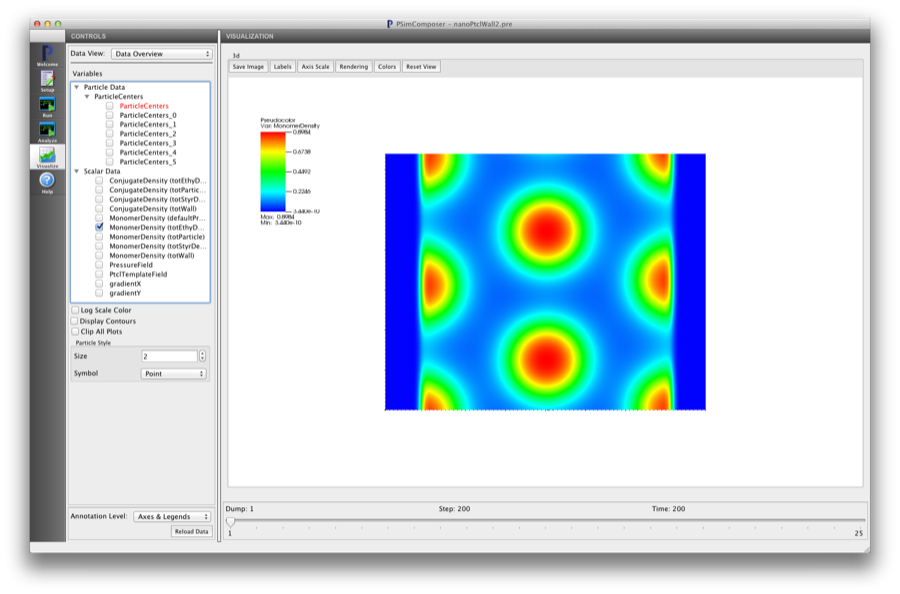 PSimComposer - nanoPtclWall2.pre
CONTROLS
VISUALIZATION
Welcome
Setup
Run
Analyze
Visualize
Help
Data View: Data Overview
Variables
Particle Data
ParticleCenters
ParticleCenters
ParticleCenters_0
ParticleCenters_1
ParticleCenters_2
ParticleCenters_3
ParticleCenters_4
ParticleCenters_5
Scalar Data
ConjugateDensity (totEthyD...
ConjugateDensity (totPartic...
ConjugateDensity (totStyrD...
ConjugateDensity (totWall)
MonomerDensity (defaultPr...
MonomerDensity (totEthyD...
MonomerDensity (totParticle)
MonomerDensity (totStyrDe...
MonomerDensity (totWall)
PressureField
PtclTemplateField
gradientX
gradientY
Log Scale Color
Display Contours
Clip All Plots
Particle Style
Size 2
Symbol Point
Annotation Level: Axes & Legends
Reload Data
3d
Save Image Labels Axis Scale Rendering Colors Reset View
Pseudocolor
Var: MonomerDensity
0.8984
0.6738
0.4492
0.2246
3.440e-10
Max: 0.8984
Min: 3.440e-10
Dump: 1 Step: 200 Time: 200
1 25